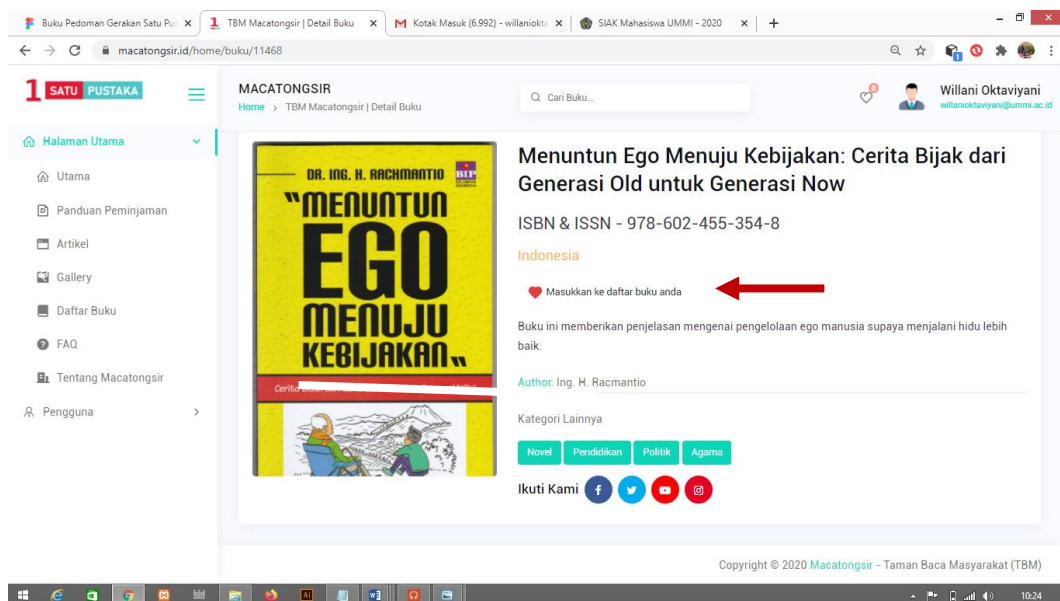 Buku Pedoman Gerakan Satu Pus
TBM Macatongsir | Detail Buku
Kotak Masuk (6.992) - willaniokta
SIAK Mahasiswa UMMI - 2020
macatongsir.id/home/buku/11468
1 SATU PUSTAKA
MACATONGSIR
Home > TBM Macatongsir | Detail Buku
Cari Buku...
0
Willani Oktaviyani
willanioktaviyani@ummi.ac.id
Halaman Utama
Utama
Panduan Peminjaman
Artikel
Gallery
Daftar Buku
FAQ
Tentang Macatongsir
Pengguna
DR. ING. H. RACHMANTIO
BIP
"MENUNTUN
EGO
MENUJU
KEBIJAKAN"
Menuntun Ego Menuju Kebijakan: Cerita Bijak dari
Generasi Old untuk Generasi Now
ISBN & ISSN - 978-602-455-354-8
Indonesia
Masukkan ke daftar buku anda
Buku ini memberikan penjelasan mengenai pengelolaan ego manusia supaya menjalani hidu lebih
baik.
Author: Ing. H. Racmantio
Kategori Lainnya
Novel Pendidikan Politik Agama
Ikuti Kami
Copyright © 2020 Macatongsir - Taman Baca Masyarakat (TBM)
10:24